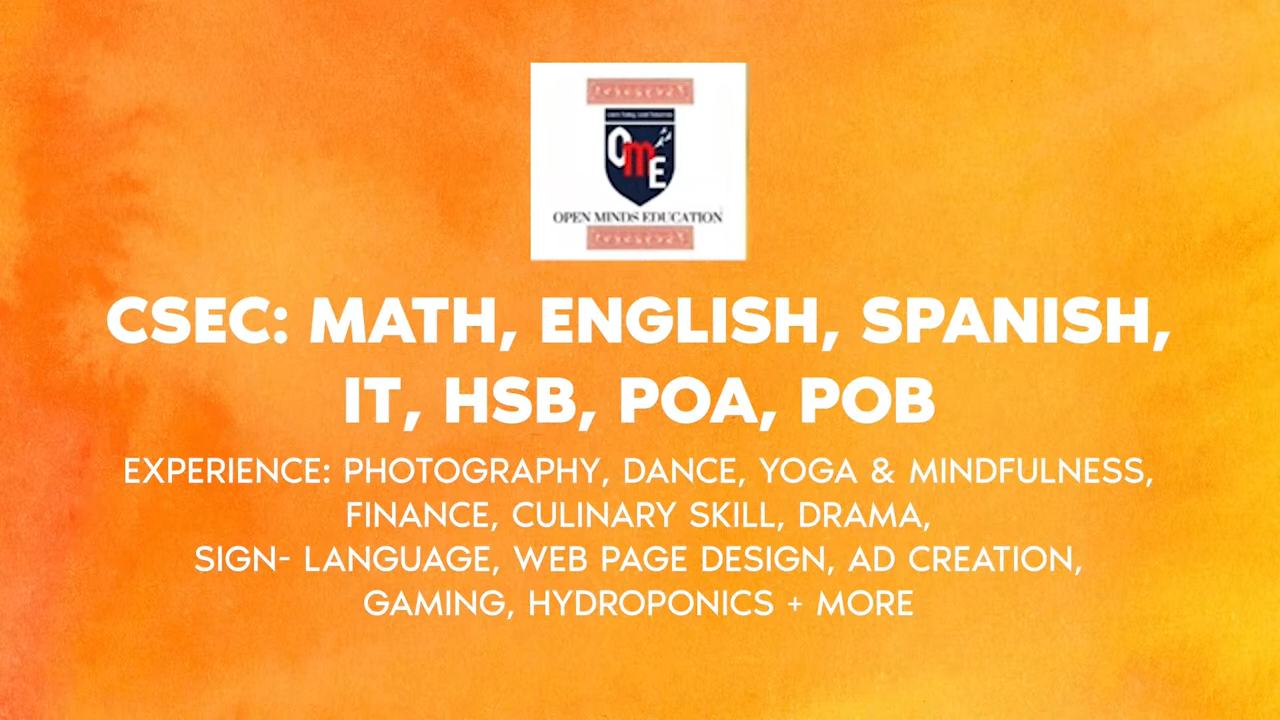 OME
OPEN MINDS EDUCATION
CSEC: MATH, ENGLISH, SPANISH,
IT, HSB, POA, POB
EXPERIENCE: PHOTOGRAPHY, DANCE, YOGA & MINDFULNESS,
FINANCE, CULINARY SKILL, DRAMA,
SIGN- LANGUAGE, WEB PAGE DESIGN, AD CREATION,
GAMING, HYDROPONICS + MORE